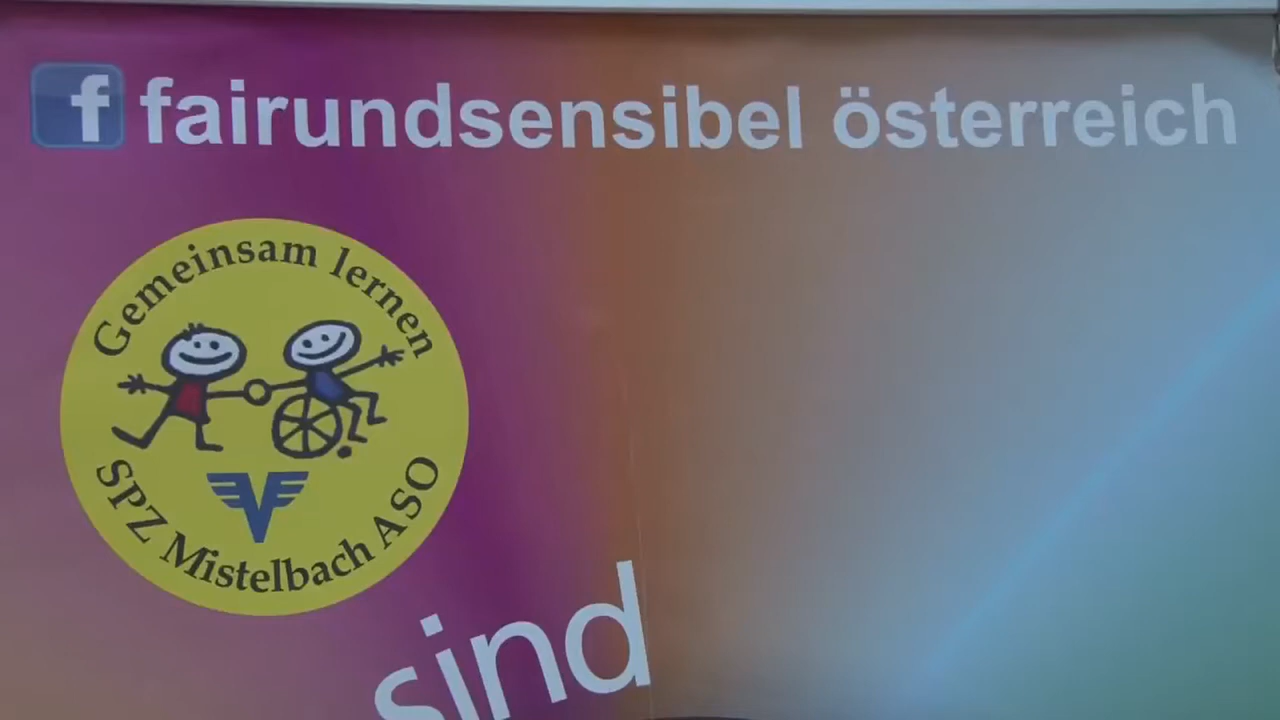 f fairundsensibel österreich
Gemeinsam lernen
SPZ Mistelbach ASO
sind